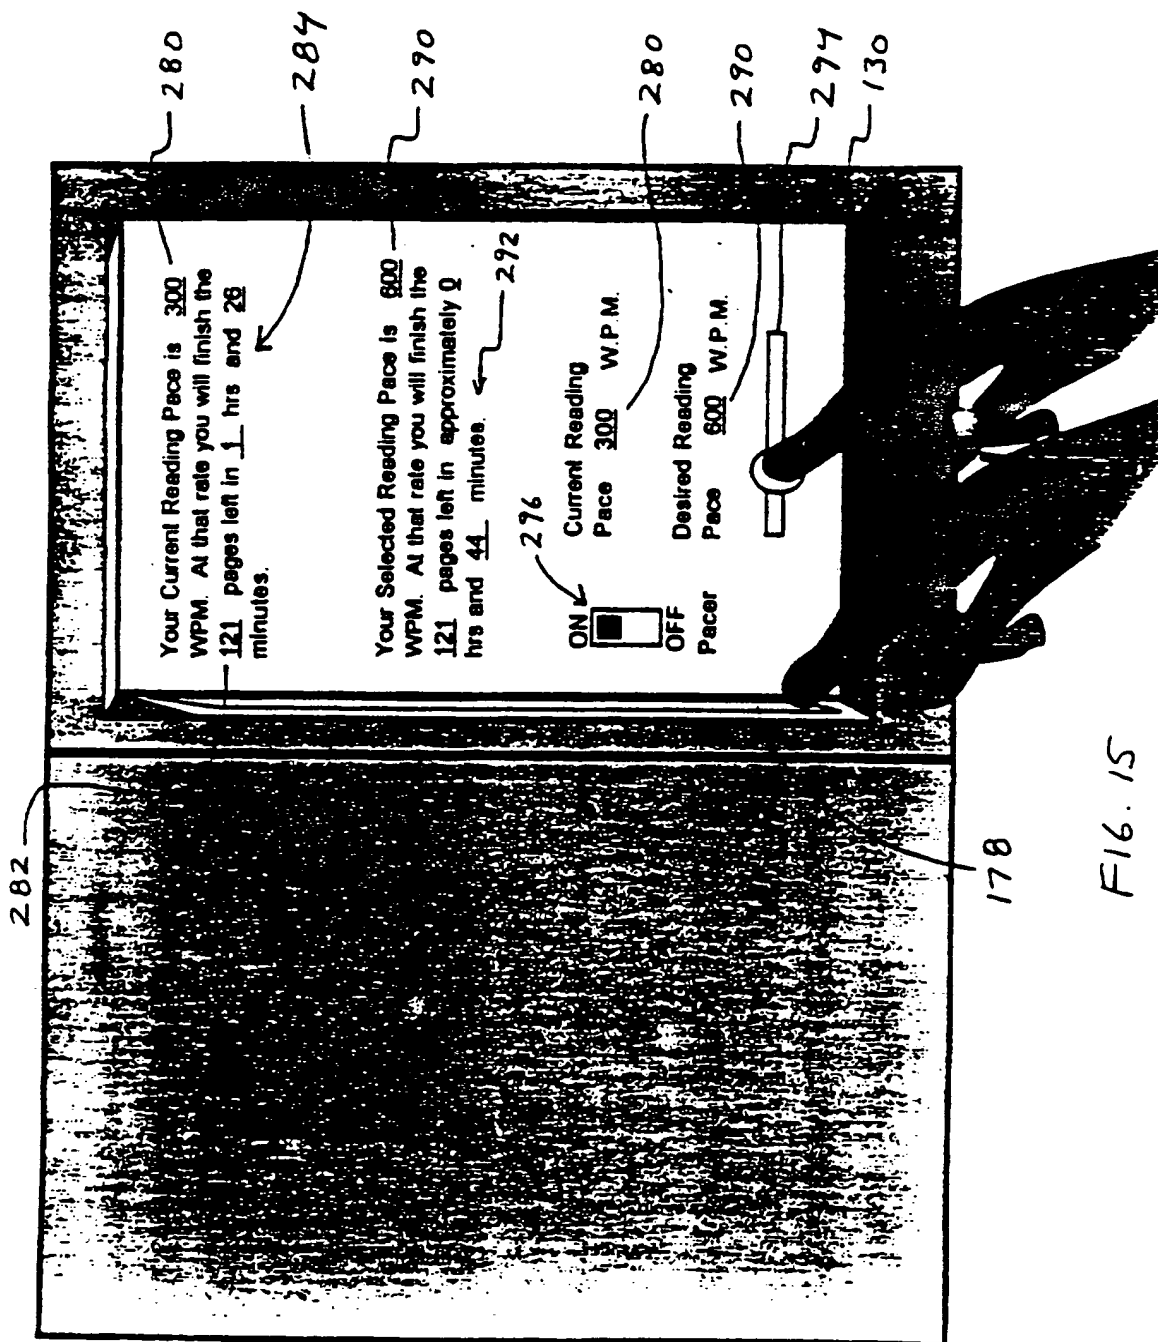 282
Your Current Reading Pace is 300
WPM. At that rate you will finish the
121 pages left in 1 hrs and 26
minutes.
280
284
Your Selected Reading Pace is 600
WPM. At that rate you will finish the
121 pages left in approximately 0
hrs and 44 minutes.
290
292
296
ON
OFF
Pacer
Current Reading
Pace 300 W.P.M.
280
Desired Reading
Pace 600 W.P.M.
290
294
130
178
FIG. 15